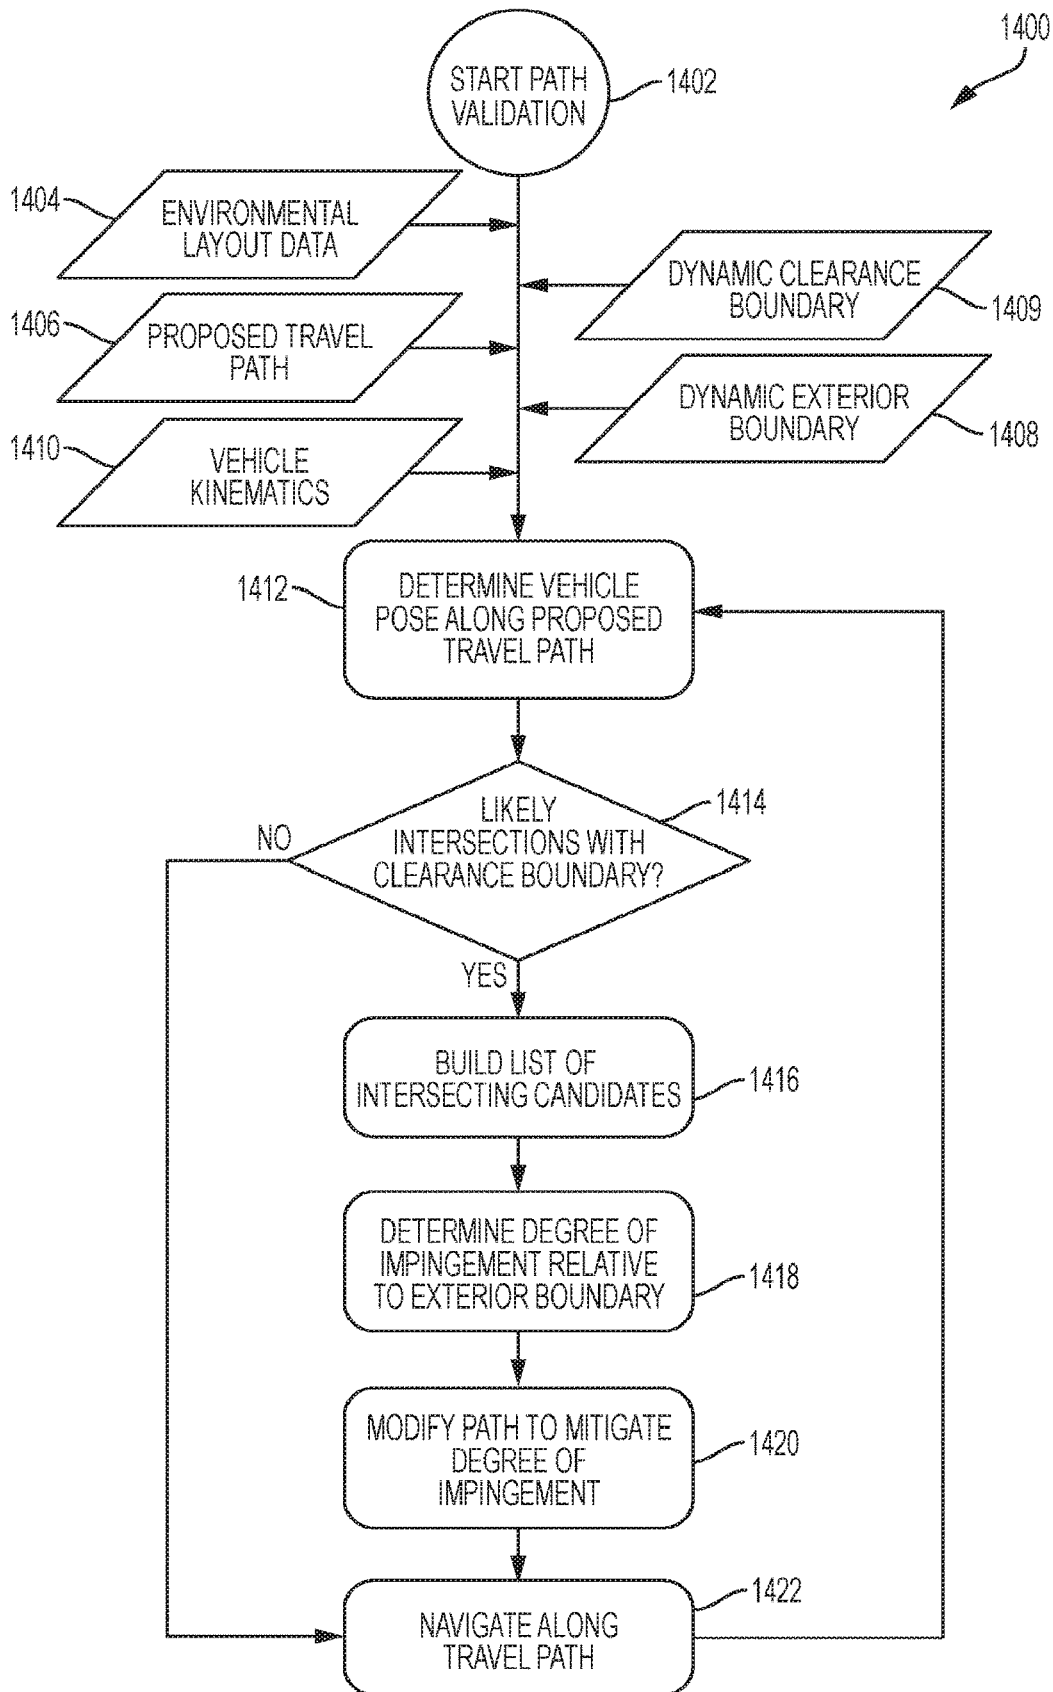 1400
START PATH
VALIDATION
1402
1404
ENVIRONMENTAL
LAYOUT DATA
DYNAMIC CLEARANCE
BOUNDARY
1409
1406
PROPOSED TRAVEL
PATH
DYNAMIC EXTERIOR
BOUNDARY
1408
1410
VEHICLE
KINEMATICS
1412
DETERMINE VEHICLE
POSE ALONG PROPOSED
TRAVEL PATH
1414
LIKELY
INTERSECTIONS WITH
CLEARANCE BOUNDARY?
NO
YES
BUILD LIST OF
INTERSECTING CANDIDATES
1416
DETERMINE DEGREE OF
IMPINGEMENT RELATIVE
TO EXTERIOR BOUNDARY
1418
MODIFY PATH TO MITIGATE
DEGREE OF
IMPINGEMENT
1420
NAVIGATE ALONG
TRAVEL PATH
1422